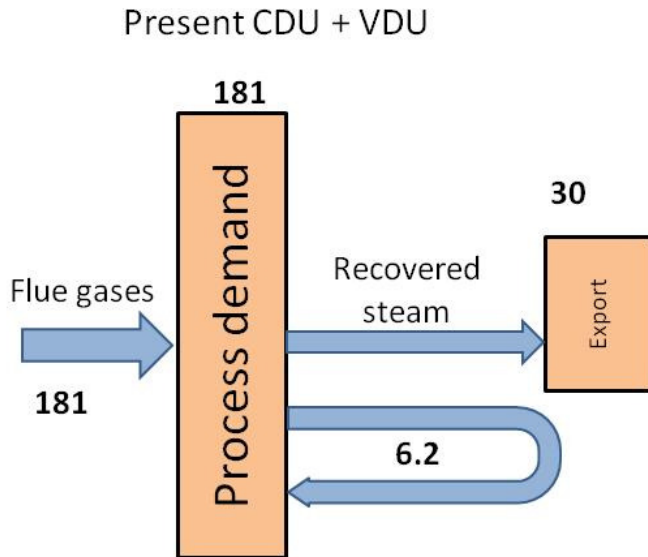 Present CDU + VDU
181
30
Flue gases
Process demand
Recovered
steam
Export
181
6.2